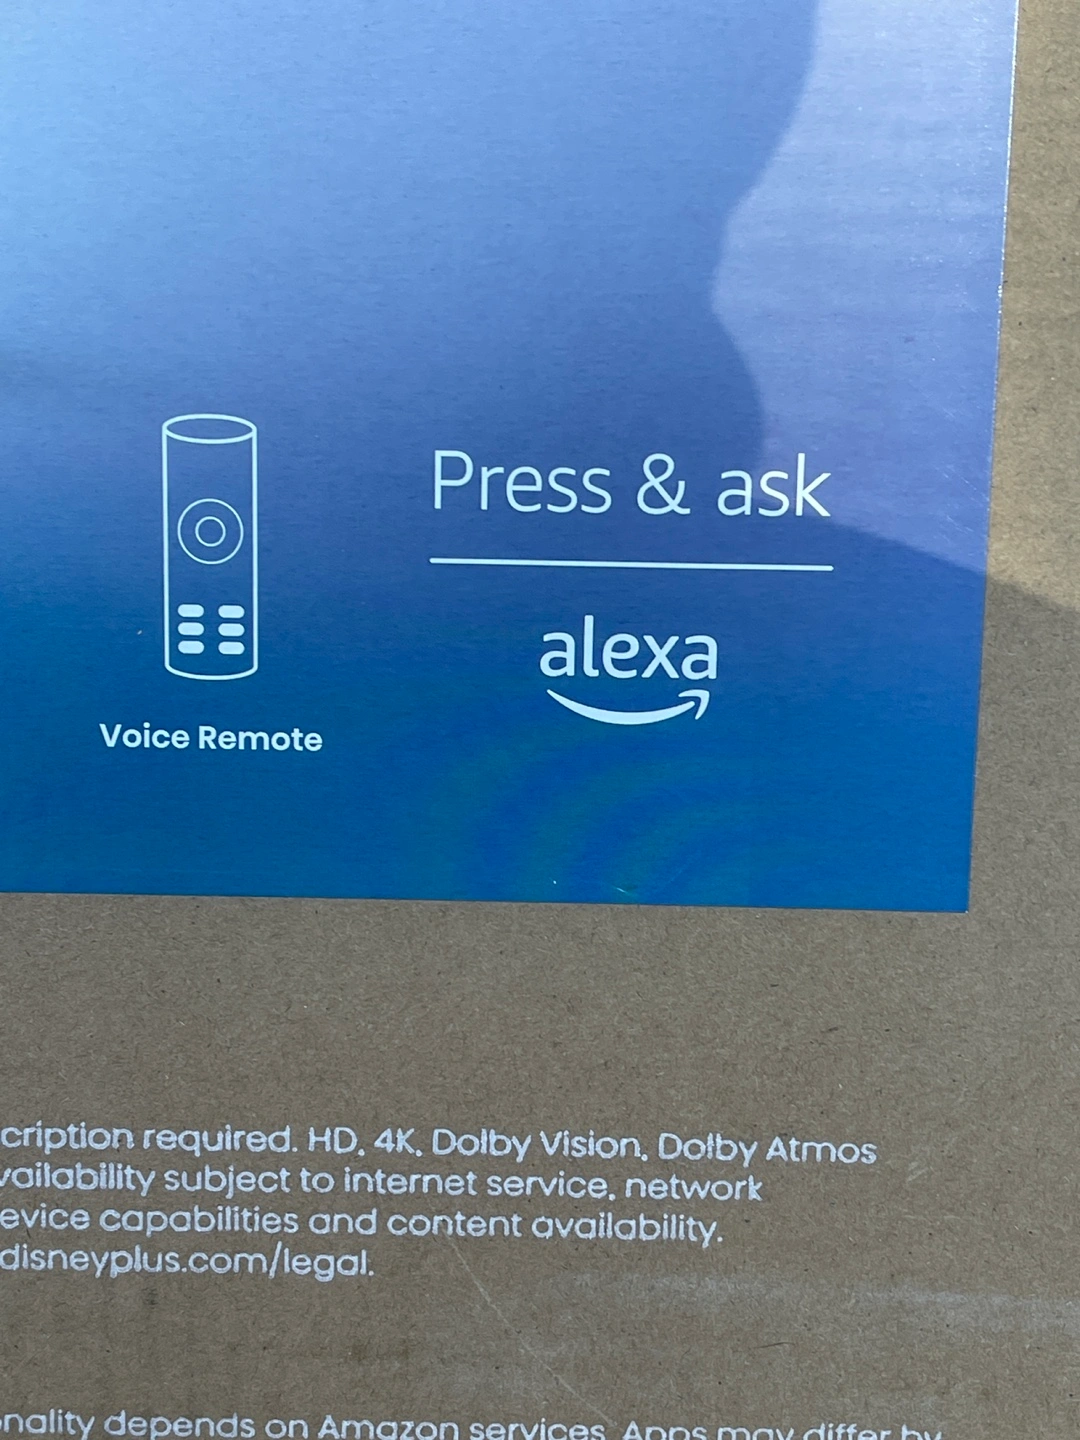 Press & ask
alexa
Voice Remote
cription required. HD, 4K, Dolby Vision, Dolby Atmos
vailability subject to internet service, network
evice capabilities and content availability.
disneyplus.com/legal.
nality depends on Amazon services. Apps may differ by